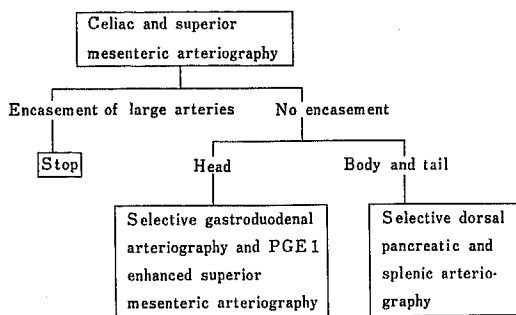 Celiac and superior
mesenteric arteriography
Encasement of large arteries
No encasement
Stop
Head
Body and tail
Selective gastroduodenal
arteriography and PGE1
enhanced superior
mesenteric arteriography
Selective dorsal
pancreatic and
splenic arterio-
graphy